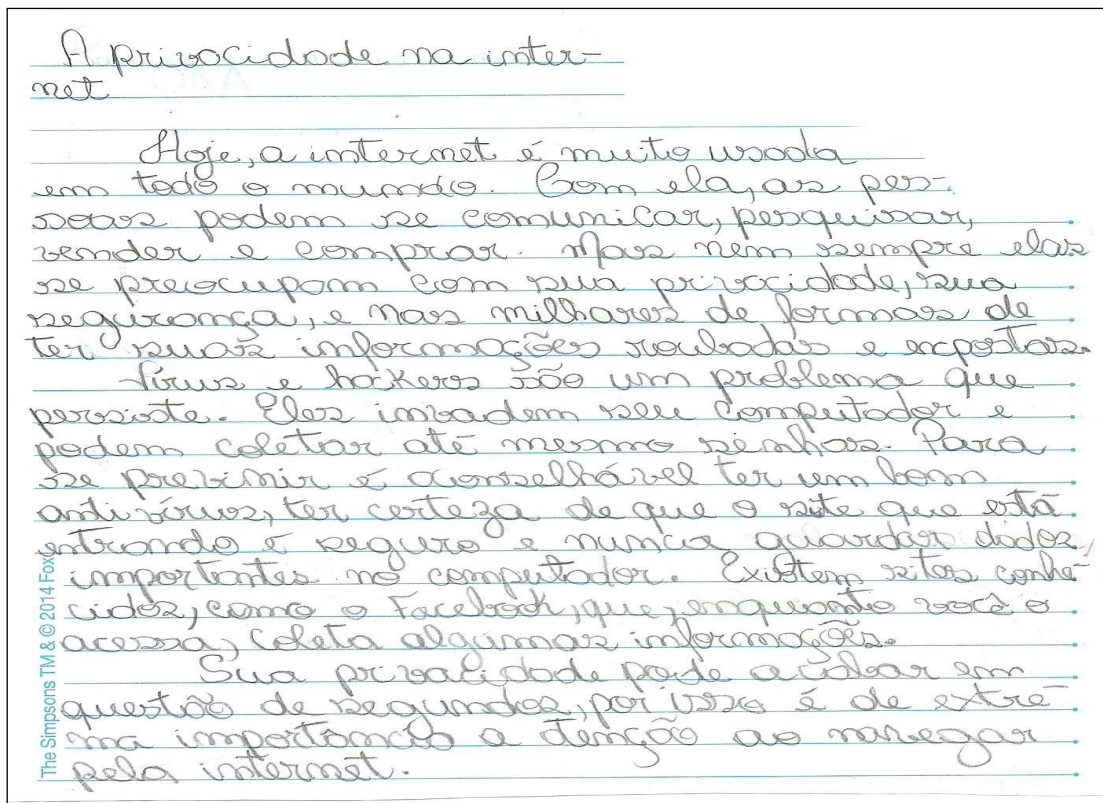 A privacidade na inter-
net
Hoje, a internet é muito usada
em todo o mundo. Com ela, as pes-
soas podem se comunicar, pesquisar,
vender e comprar. Mas nem sempre elas
se preocupam com sua privacidade, sua
segurança, e nas milhares de formas de
ter suas informações roubadas e expostas.
Vírus e hackers são um problema que
persiste. Eles invadem seu computador e
podem coletar até mesmo senhas. Para
se previnir é aconselhável ter um bom
antivírus, ter certeza de que o site que está
entrando é seguro e nunca guardar dados
importantes no computador. Existem sites conhe-
cidos, como o Facebook, que, enquanto você o
acessa, coleta algumas informações.
Sua privacidade pode acabar em
questão de segundos, por isso é de extre-
ma importância a tenção ao navegar
pela internet.
The Simpsons TM & © 2014 Fox